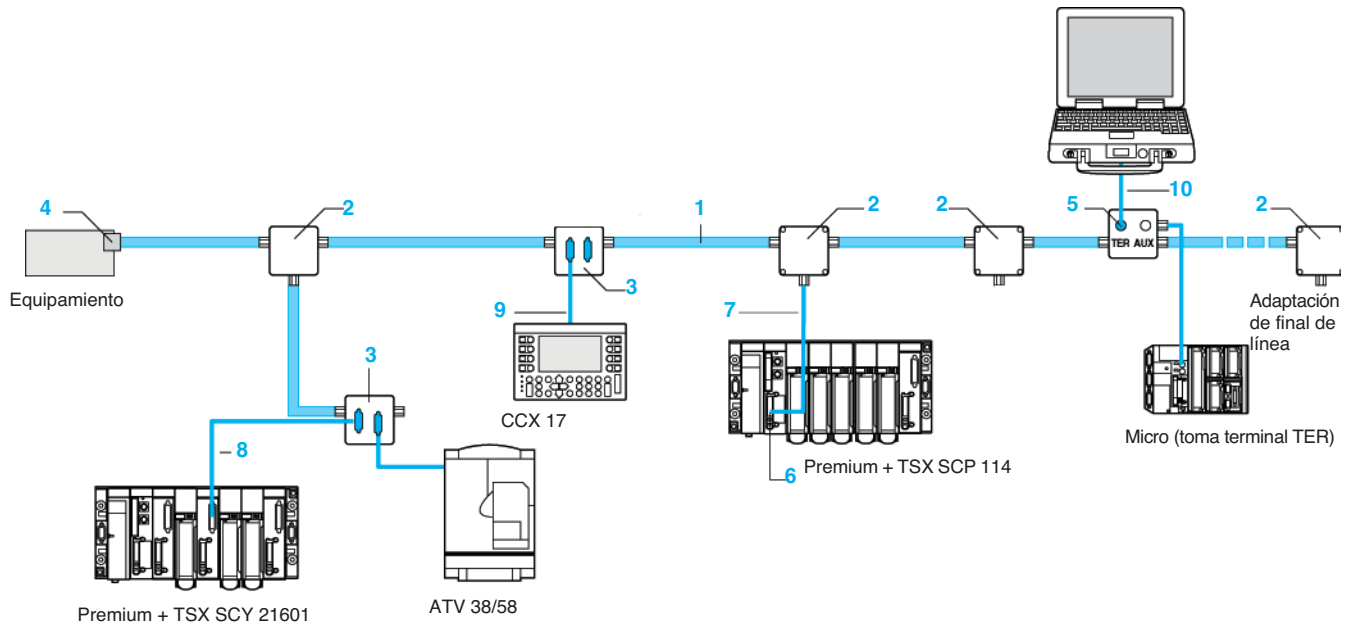 10
4
2
1
2
2
5
2
TER AUX
Equipamiento
3
9
7
Adaptación
de final de
línea
3
CCX 17
Micro (toma terminal TER)
8
6
Premium + TSX SCP 114
ATV 38/58
Premium + TSX SCY 21601